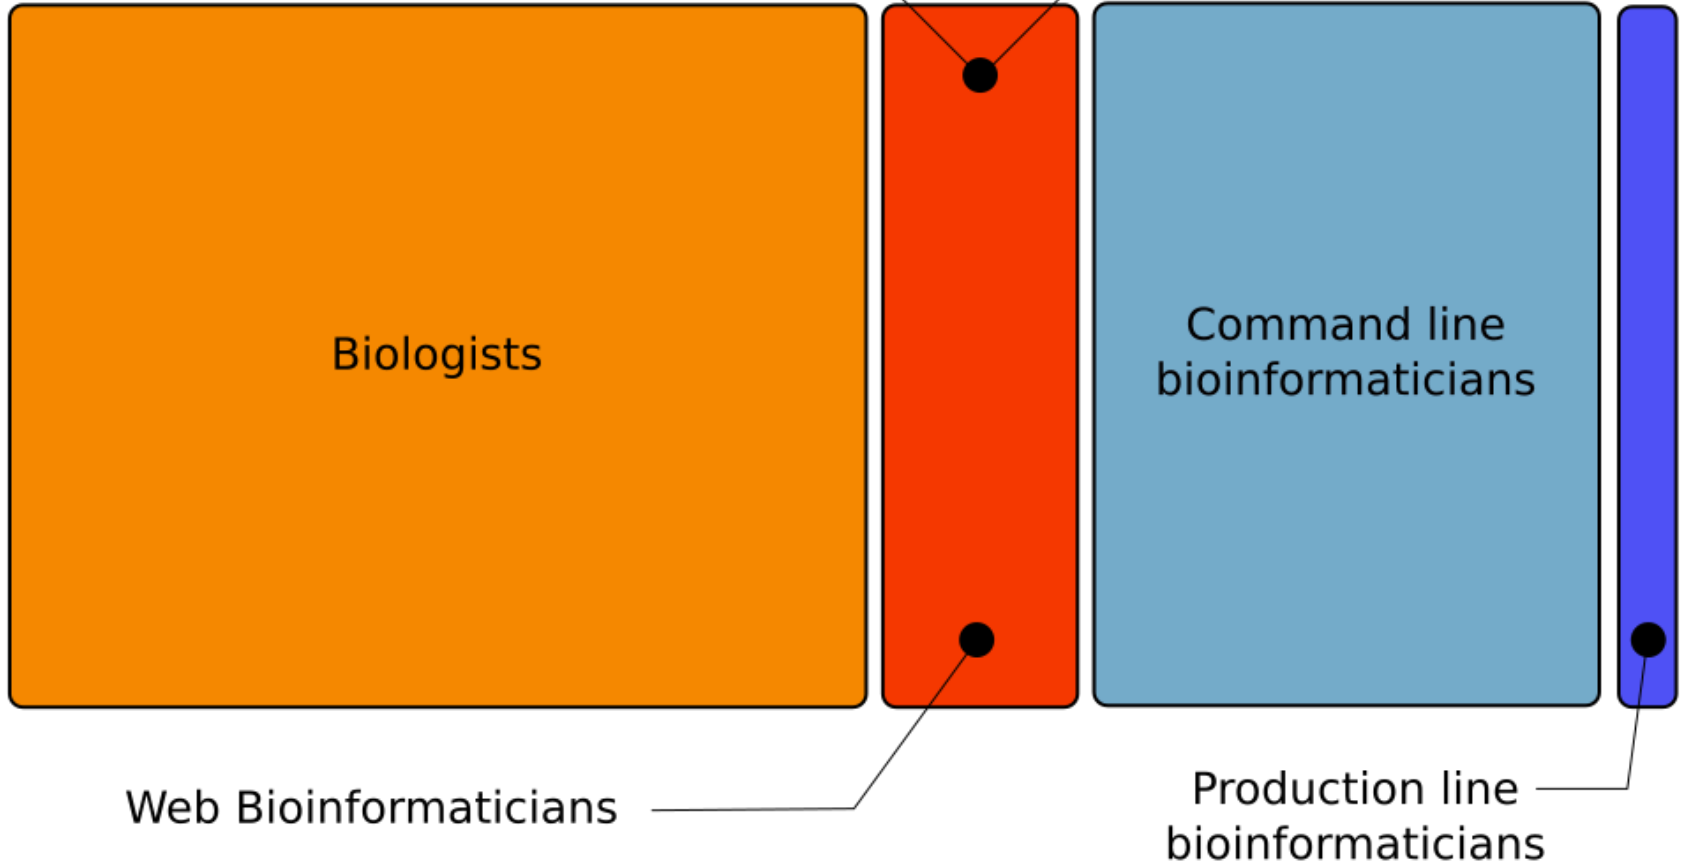 Biologists
Command line
bioinformaticians
Web Bioinformaticians
Production line
bioinformaticians